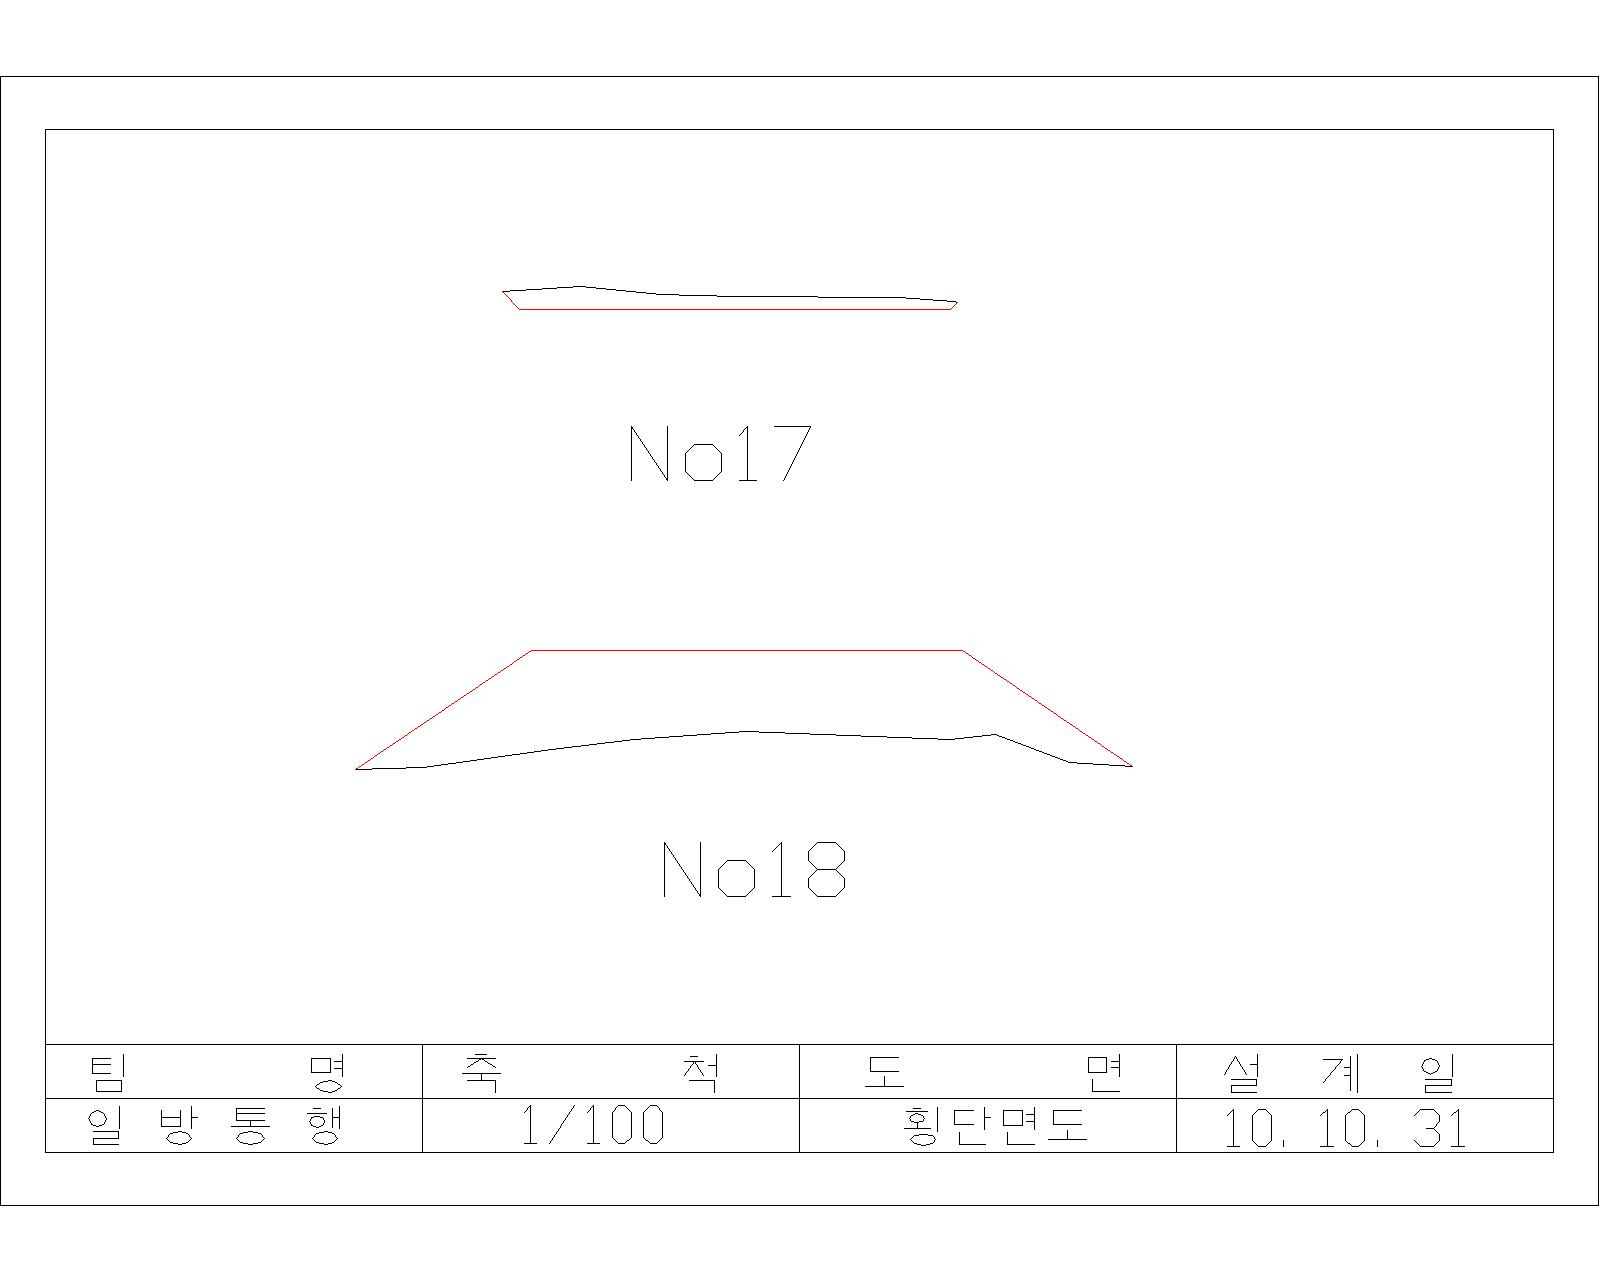 No17
No18
팀 명 축 척 도 면 설 계 일
일 방 통 행 1/100 횡단면도 10. 10. 31